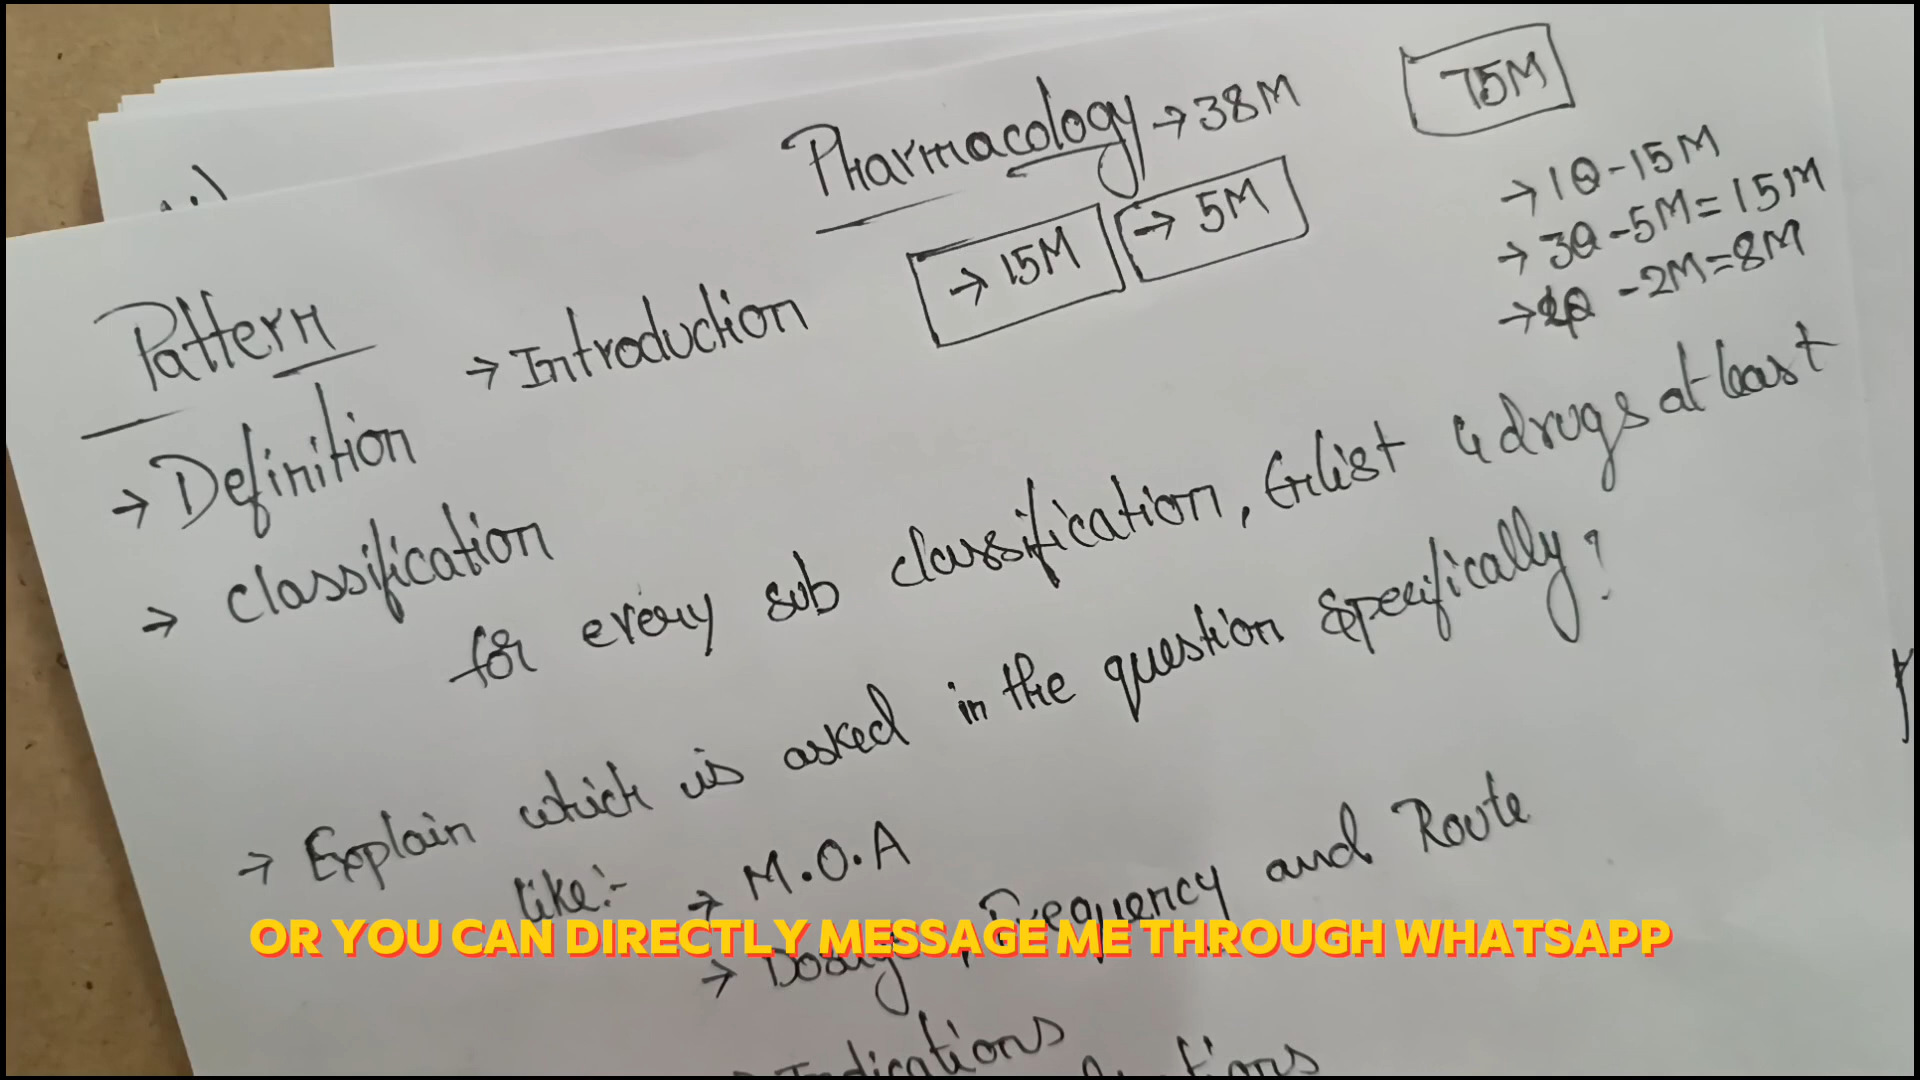 Pharmacology → 38M
75M
→ 15M
→ 5M
→ 1Q - 15M
→ 3Q - 5M = 15M
→ 4Q - 2M = 8M
Pattern
→ Introduction
→ Definition
→ classification
for every sub classification, Enlist 4 drugs at least
→ Explain which is asked in the question specifically?
like:-
→ M.O.A
→ Dosage, Frequency and Route
→ Indications
OR YOU CAN DIRECTLY MESSAGE ME THROUGH WHATSAPP